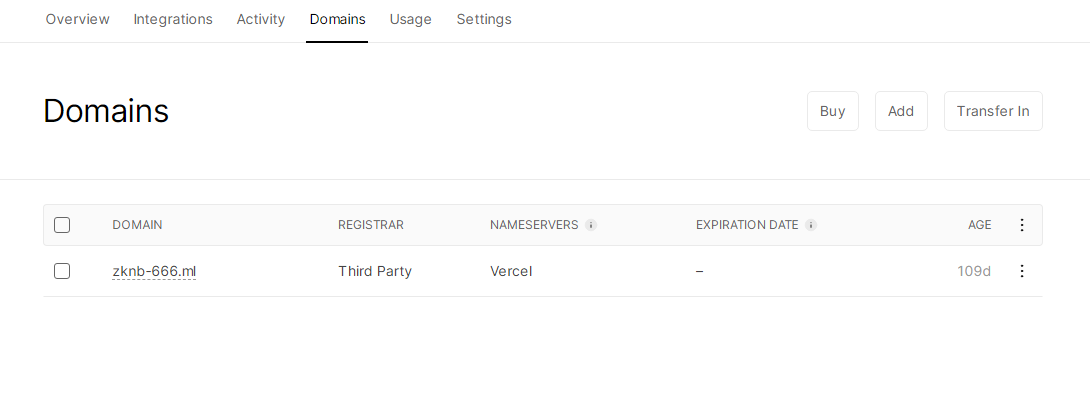 Overview Integrations Activity Domains Usage Settings
Domains Buy Add Transfer In
DOMAIN REGISTRAR NAMESERVERS EXPIRATION DATE AGE
zknb-666.ml Third Party Vercel – 109d